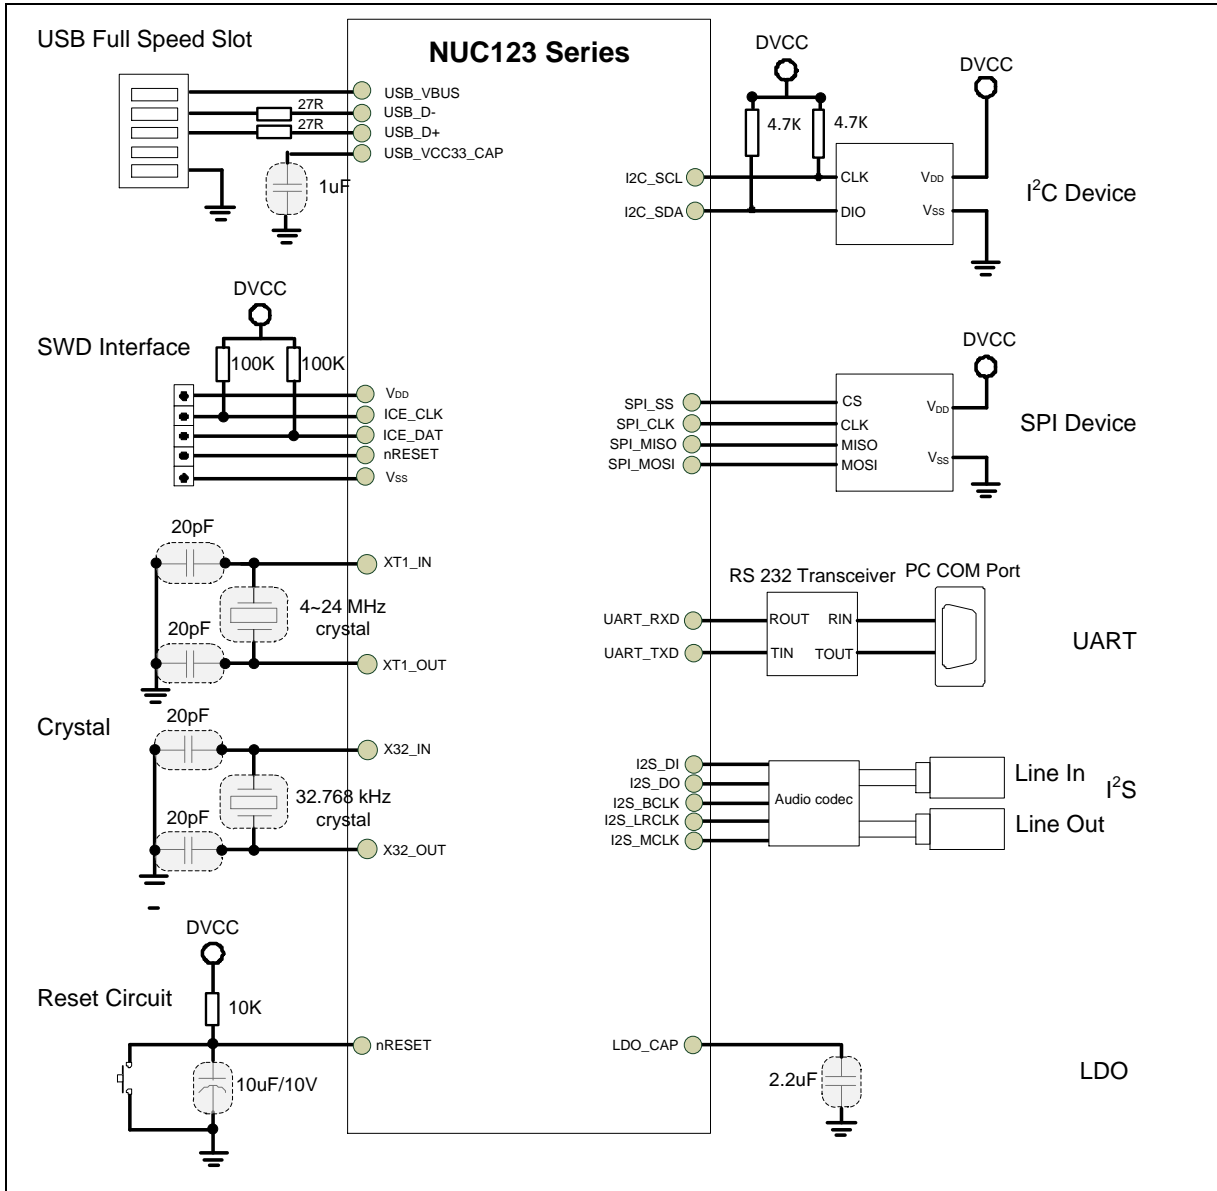 USB Full Speed Slot
NUC123 Series
USB_VBUS
27R
USB_D-
27R
USB_D+
USB_VCC33_CAP
1uF
DVCC
DVCC
4.7K
4.7K
I2C_SCL
CLK
VDD
I2C_SDA
DIO
VSS
I²C Device
DVCC
SWD Interface
100K
100K
VDD
ICE_CLK
ICE_DAT
nRESET
VSS
DVCC
SPI_SS
CS
VDD
SPI_CLK
CLK
SPI_MISO
MISO
VSS
SPI_MOSI
MOSI
SPI Device
20pF
XT1_IN
4~24 MHz
crystal
20pF
XT1_OUT
Crystal
20pF
X32_IN
32.768 kHz
crystal
20pF
X32_OUT
RS 232 Transceiver
PC COM Port
UART_RXD
ROUT
RIN
UART_TXD
TIN
TOUT
UART
I2S_DI
I2S_DO
I2S_BCLK
I2S_LRCLK
I2S_MCLK
Audio codec
Line In
Line Out
I²S
DVCC
Reset Circuit
10K
nRESET
10uF/10V
LDO_CAP
2.2uF
LDO